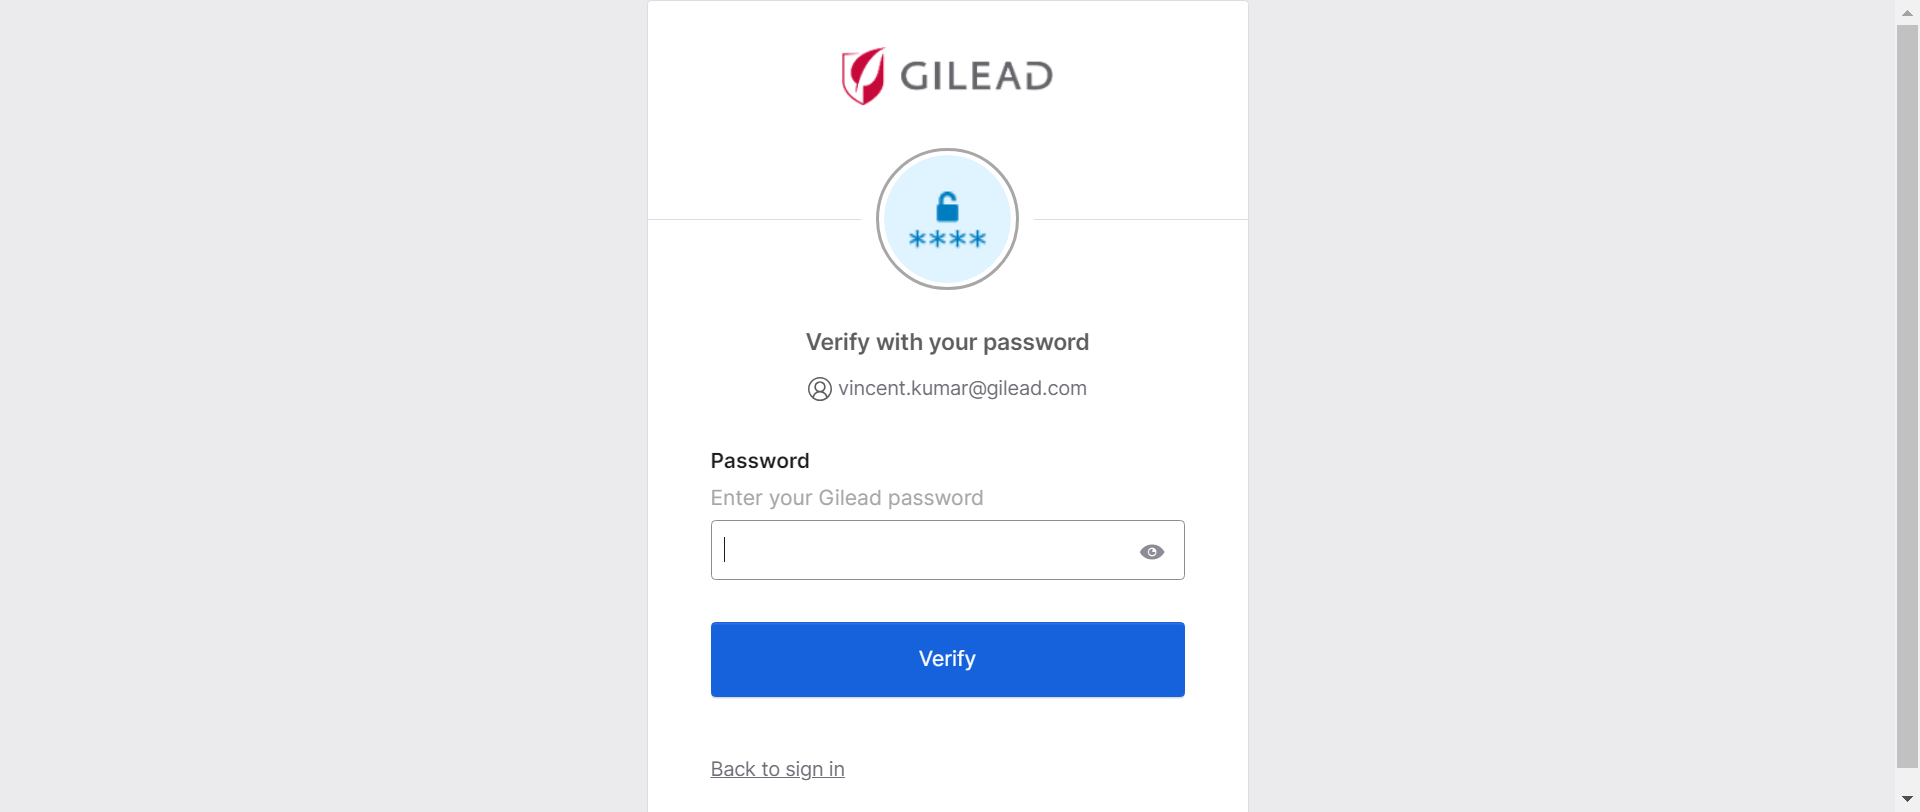 GILEAD
****
Verify with your password
vincent.kumar@gilead.com
Password
Enter your Gilead password
Verify
Back to sign in